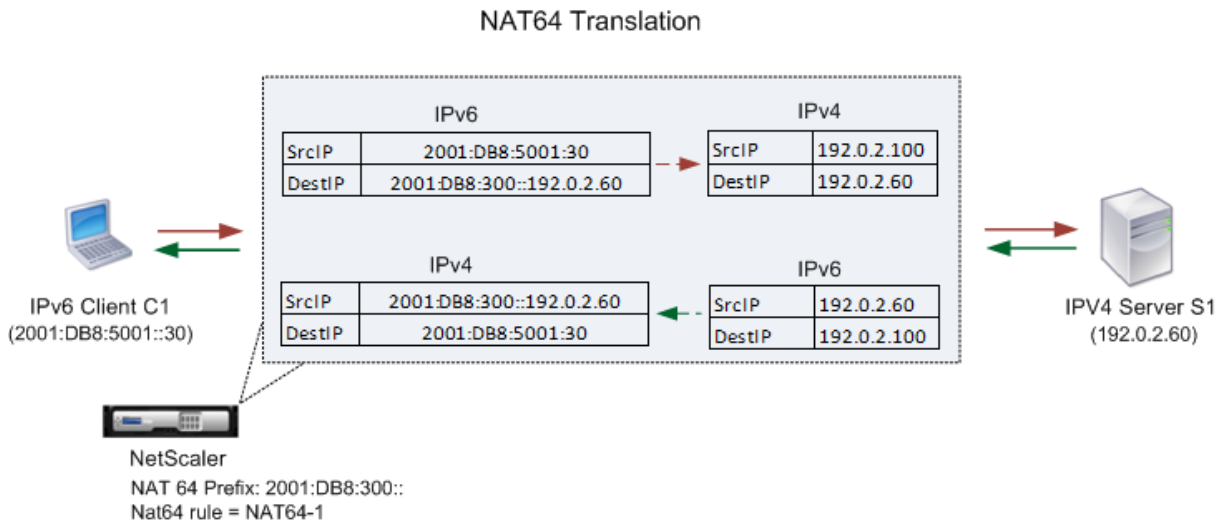 NAT64 Translation
IPv6
SrcIP 2001:DB8:5001:30
DestIP 2001:DB8:300::192.0.2.60
IPv4
SrcIP 192.0.2.100
DestIP 192.0.2.60
IPv4
SrcIP 2001:DB8:300::192.0.2.60
DestIP 2001:DB8:5001:30
IPv6
SrcIP 192.0.2.60
DestIP 192.0.2.100
IPv6 Client C1
(2001:DB8:5001::30)
IPV4 Server S1
(192.0.2.60)
NetScaler
NAT 64 Prefix: 2001:DB8:300::
Nat64 rule = NAT64-1